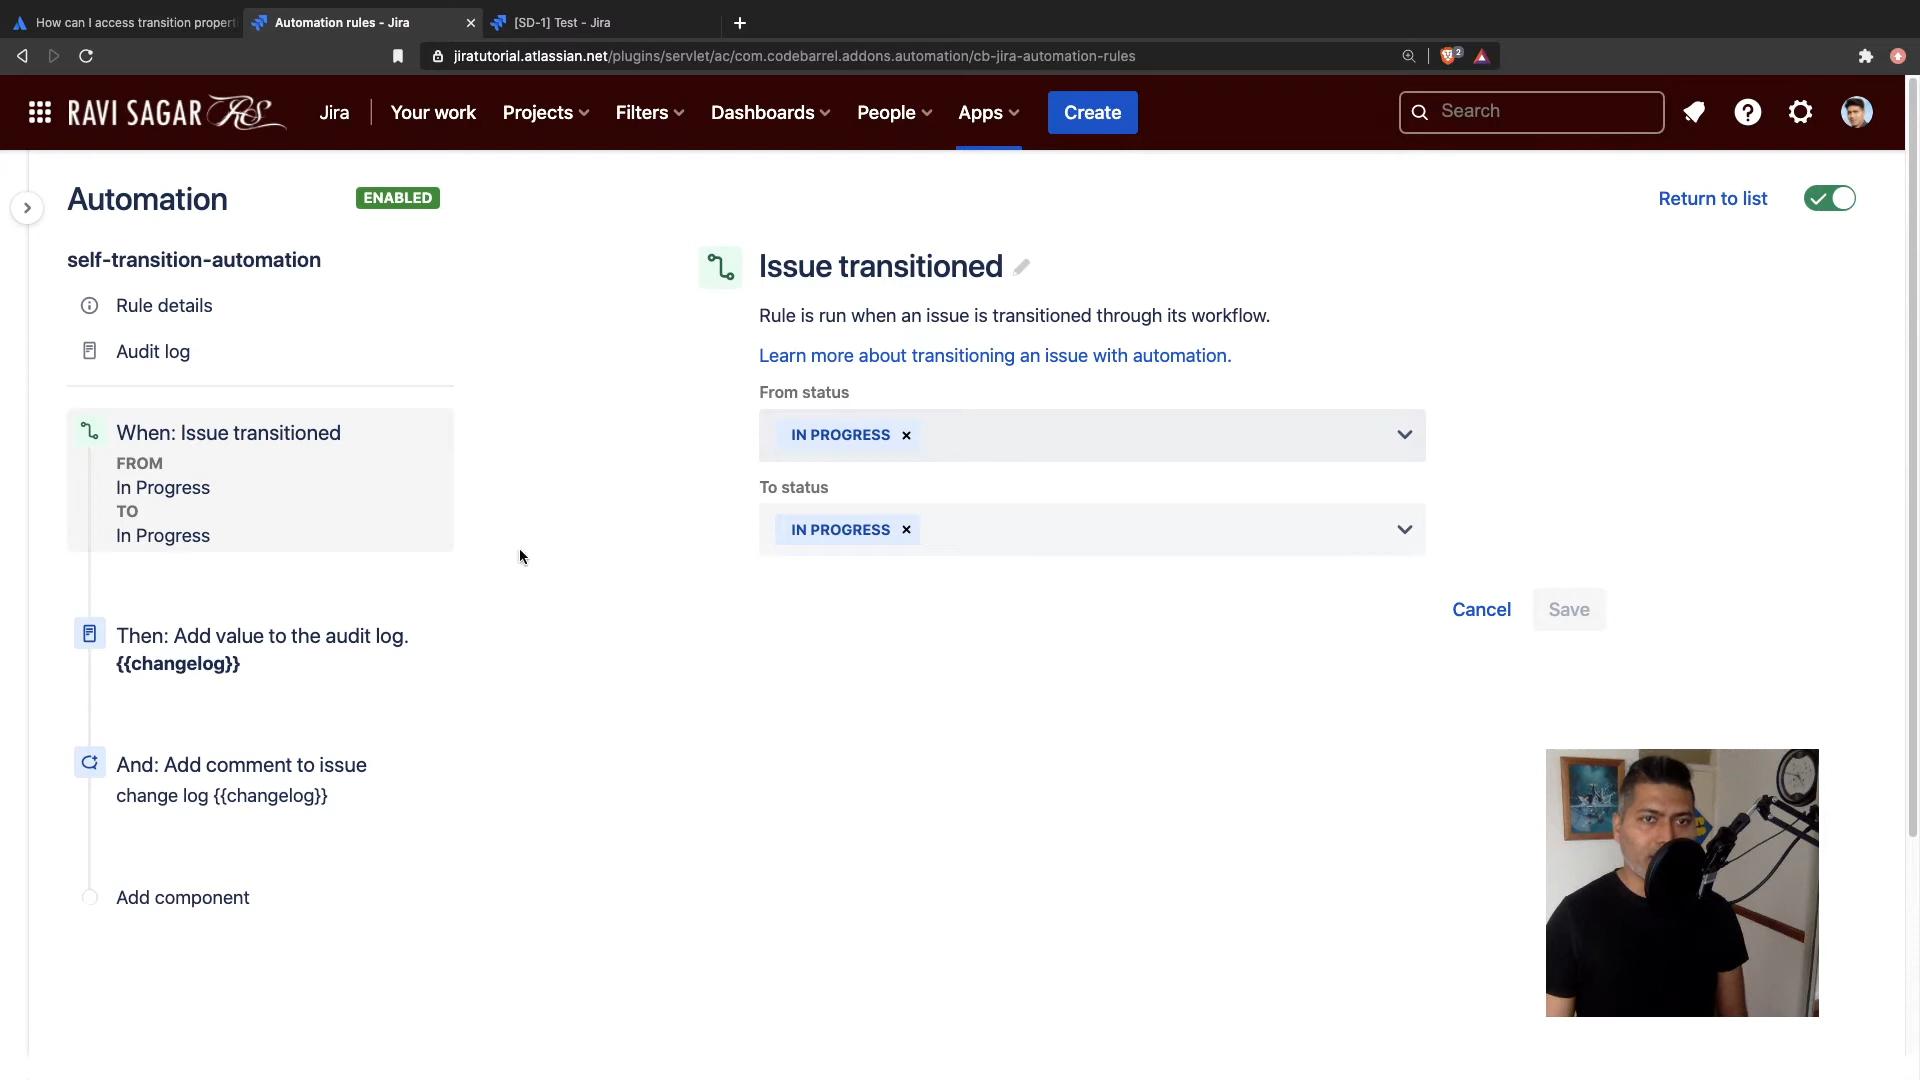 How can I access transition propert
Automation rules - Jira
[SD-1] Test - Jira
jiratutorial.atlassian.net/plugins/servlet/ac/com.codebarrel.addons.automation/cb-jira-automation-rules
2
RAVI SAGAR RS
Jira
Your work
Projects
Filters
Dashboards
People
Apps
Create
Search
Automation
ENABLED
Return to list
self-transition-automation
Rule details
Audit log
When: Issue transitioned
FROM
In Progress
TO
In Progress
Then: Add value to the audit log.
{{changelog}}
And: Add comment to issue
change log {{changelog}}
Add component
Issue transitioned
Rule is run when an issue is transitioned through its workflow.
Learn more about transitioning an issue with automation.
From status
IN PROGRESS
To status
IN PROGRESS
Cancel
Save